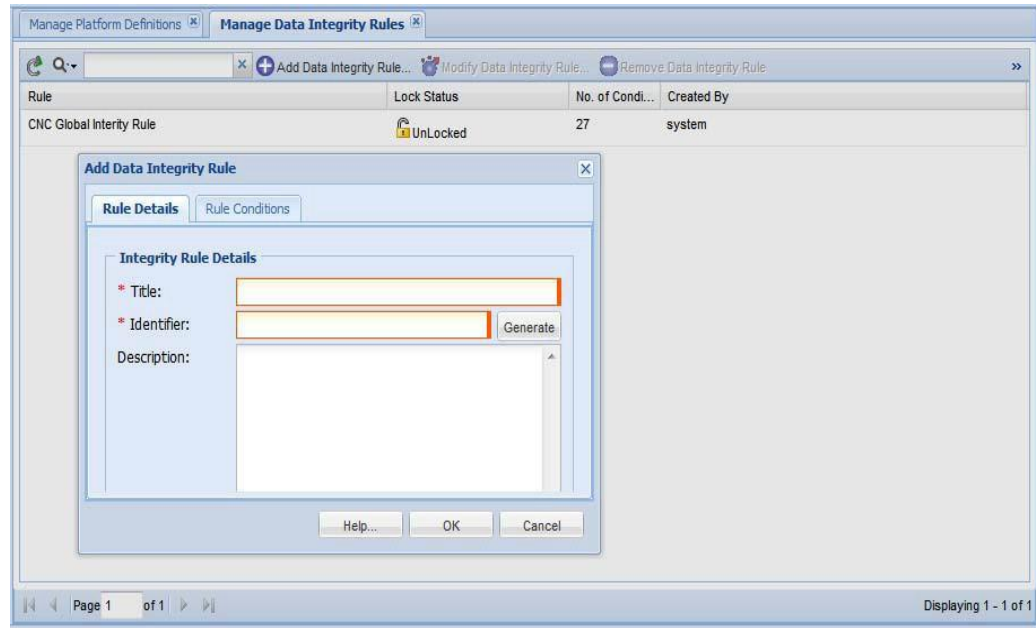 Manage Platform Definitions
Manage Data Integrity Rules
Add Data Integrity Rule... Modify Data Integrity Rule... Remove Data Integrity Rule »
Rule Lock Status No. of Condi... Created By
CNC Global Interity Rule UnLocked 27 system
Add Data Integrity Rule
Rule Details Rule Conditions
Integrity Rule Details
* Title:
* Identifier: Generate
Description:
Help... OK Cancel
Page 1 of 1 Displaying 1 - 1 of 1